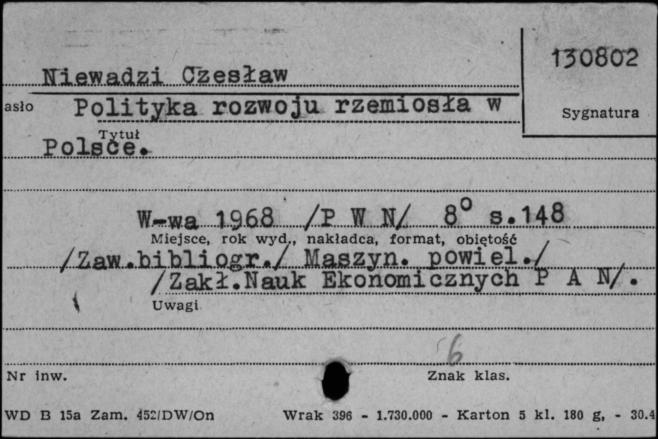 130802
Niewadzi Czesław
asło Polityka rozwoju rzemiosła w
Sygnatura
Tytuł
Polsce.
W-wa 1968 /P W N/ 8° s.148
Miejsce, rok wyd., nakładca, format, objętość
/Zaw.bibliogr./ Maszyn. powiel./
/Zakł.Nauk Ekonomicznych P A N/.
Uwagi
6
Nr inw.
Znak klas.
WD B 15a Zam. 452/DW/On Wrak 396 - 1.730.000 - Karton 5 kl. 180 g, - 30.4